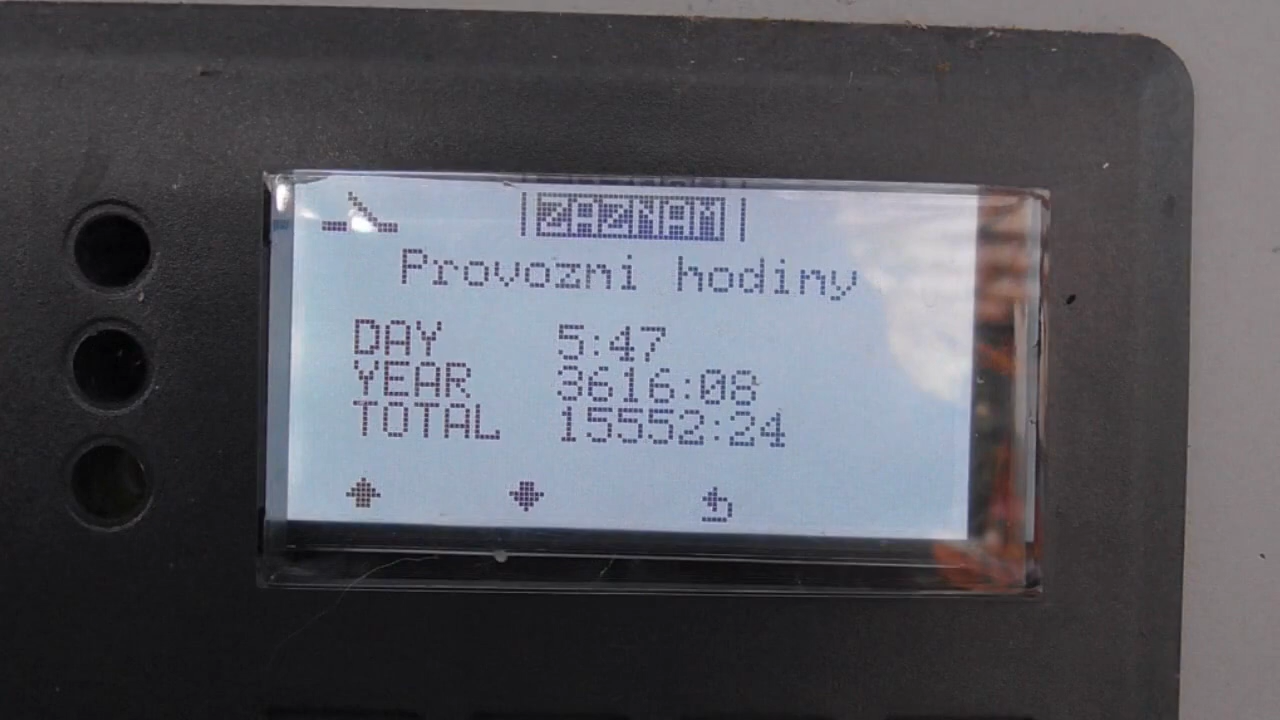 ZAZNAM
Provozni hodiny
DAY 5:47
YEAR 3616:08
TOTAL 15552:24